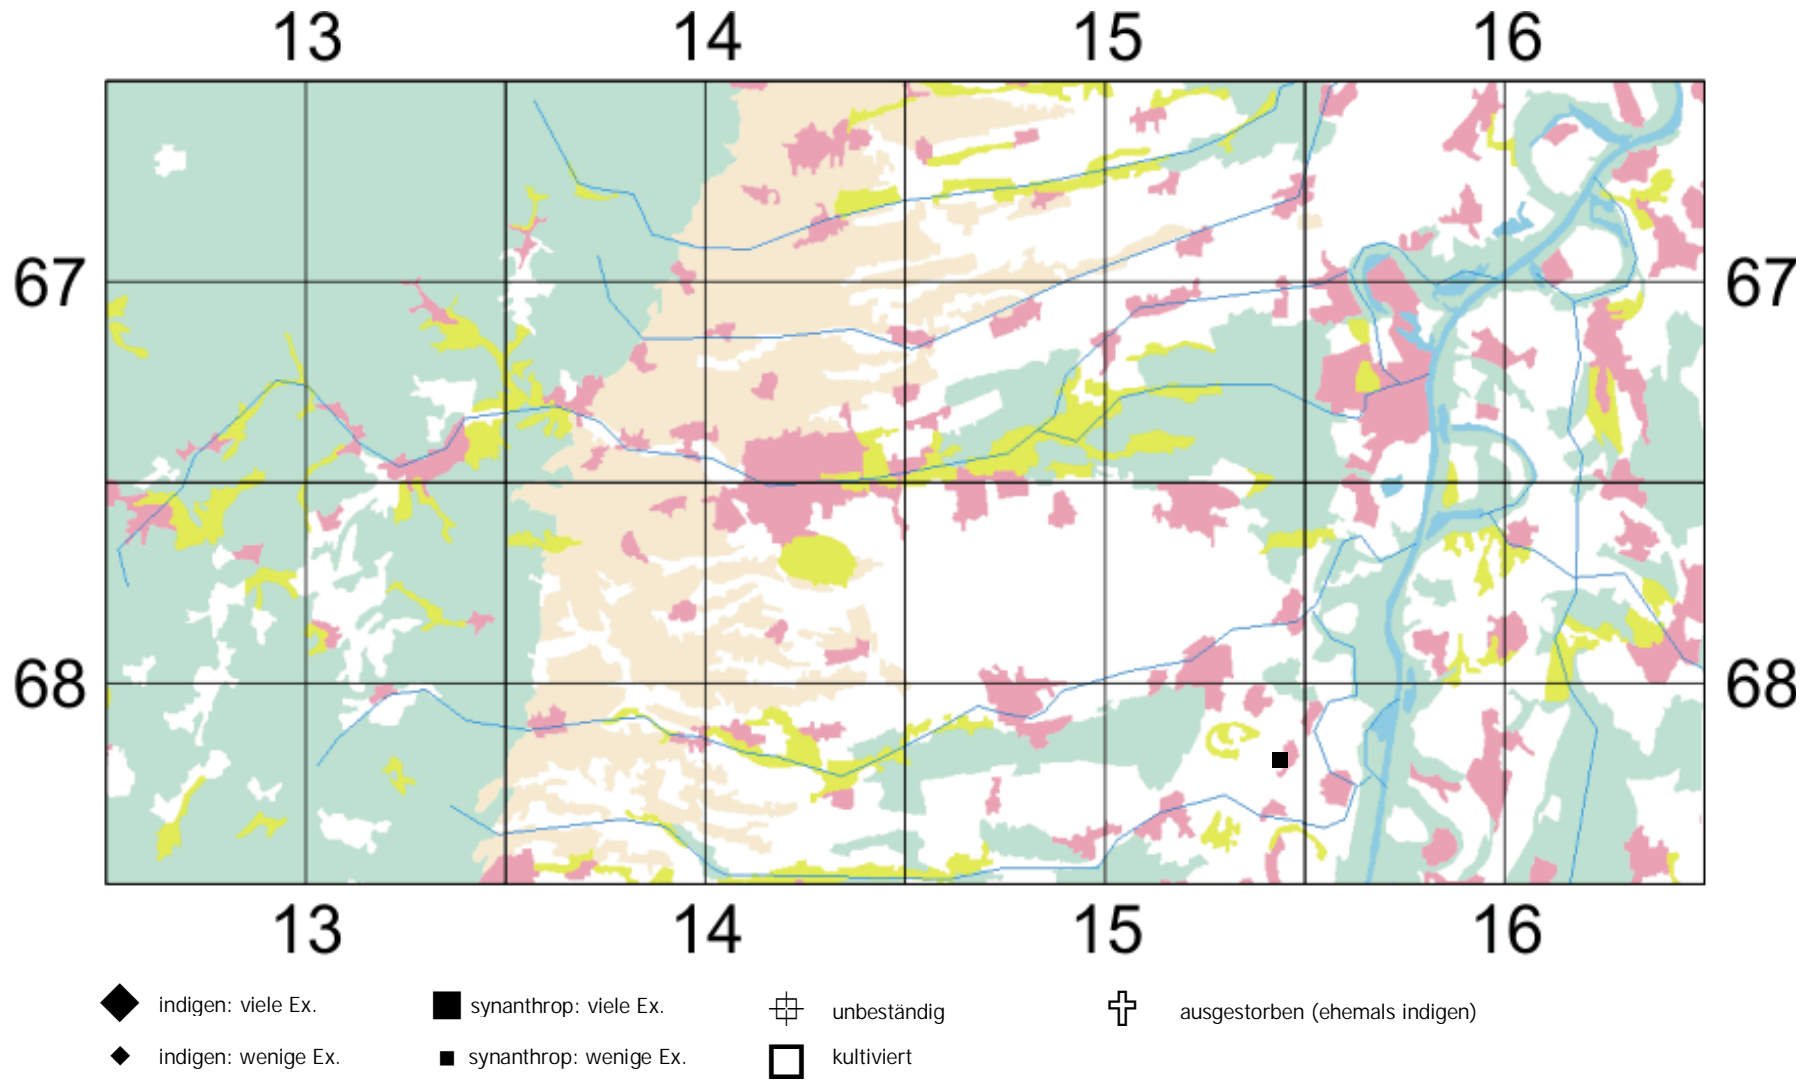 13 14 15 16
67 67
68 68
13 14 15 16
indigen: viele Ex. synanthrop: viele Ex. unbeständig ausgestorben (ehemals indigen)
indigen: wenige Ex. synanthrop: wenige Ex. kultiviert